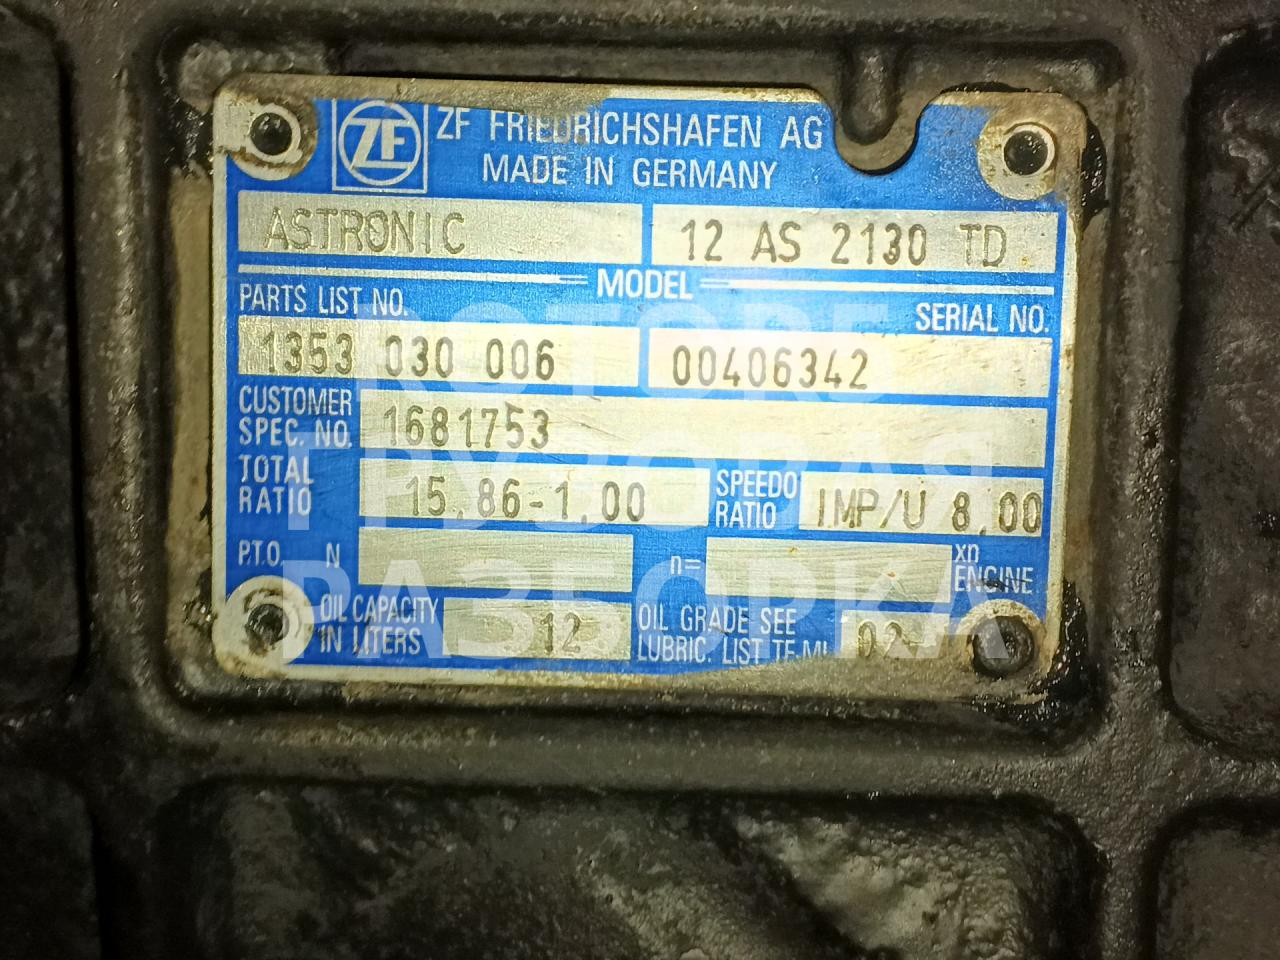 ZF ZF FRIEDRICHSHAFEN AG
MADE IN GERMANY
ASTRONIC 12 AS 2130 TD
MODEL
PARTS LIST NO. SERIAL NO.
1353 030 006 00406342
CUSTOMER SPEC. NO. 1681753
TOTAL RATIO 15,86-1,00 SPEEDO RATIO IMP/U 8,00
P.T.O. N n= xn ENGINE
OIL CAPACITY IN LITERS 12 OIL GRADE SEE LUBRIC. LIST TE-ML 02
ГРУЗОВАЯ
РАЗБОРКА